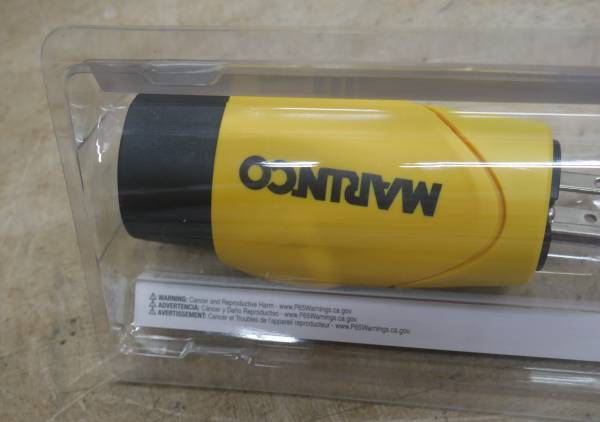 MARINCO
⚠ WARNING: Cancer and Reproductive Harm - www.P65Warnings.ca.gov
⚠ ADVERTENCIA: Cáncer y Daño Reproductivo - www.P65Warnings.ca.gov
⚠ AVERTISSEMENT: Cancer et Troubles de l'appareil reproducteur - www.P65Warnings.ca.gov